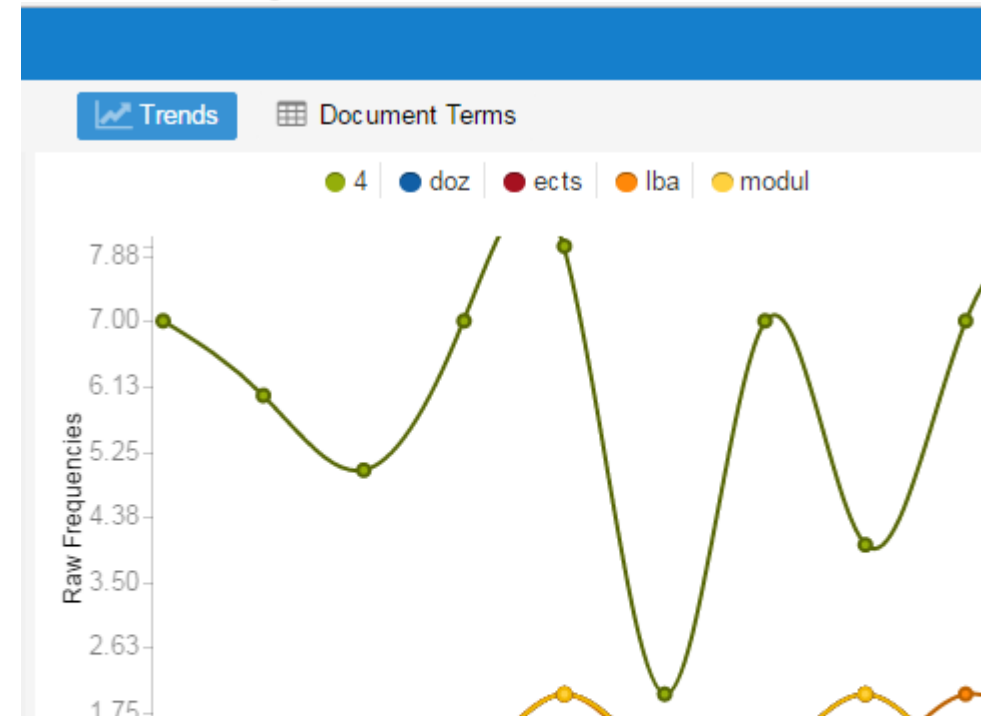 Trends Document Terms
4 doz ects lba modul
7.88
7.00
6.13
5.25
4.38
3.50
2.63
1.75
Raw Frequencies